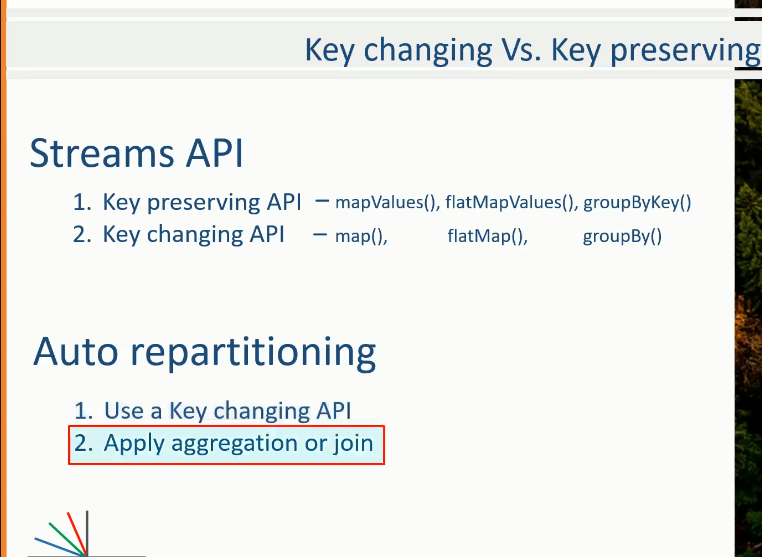 Key changing Vs. Key preserving
Streams API
1. Key preserving API – mapValues(), flatMapValues(), groupByKey()
2. Key changing API – map(), flatMap(), groupBy()
Auto repartitioning
1. Use a Key changing API
2. Apply aggregation or join